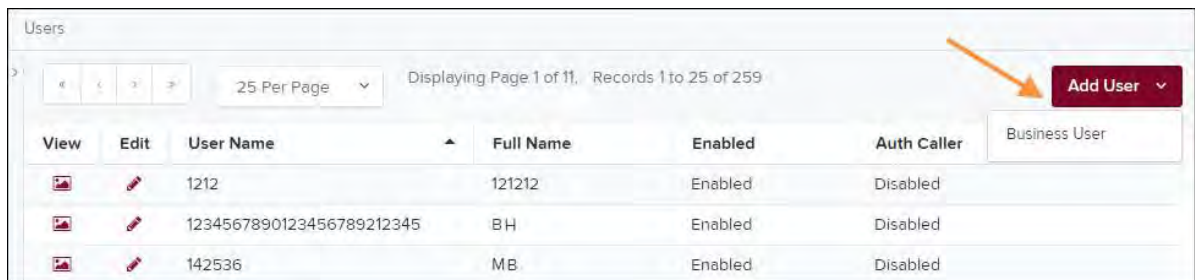 Users
25 Per Page
Displaying Page 1 of 11, Records 1 to 25 of 259
Add User
Business User
View Edit User Name Full Name Enabled Auth Caller
1212 121212 Enabled Disabled
1234567890123456789212345 BH Enabled Disabled
142536 MB Enabled Disabled